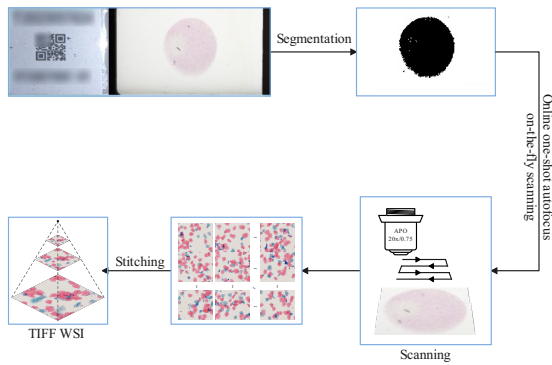 Segmentation
Online one-shot autofocus
on-the-fly scanning
APO
20x/0.75
Stitching
TIFF WSI
Scanning